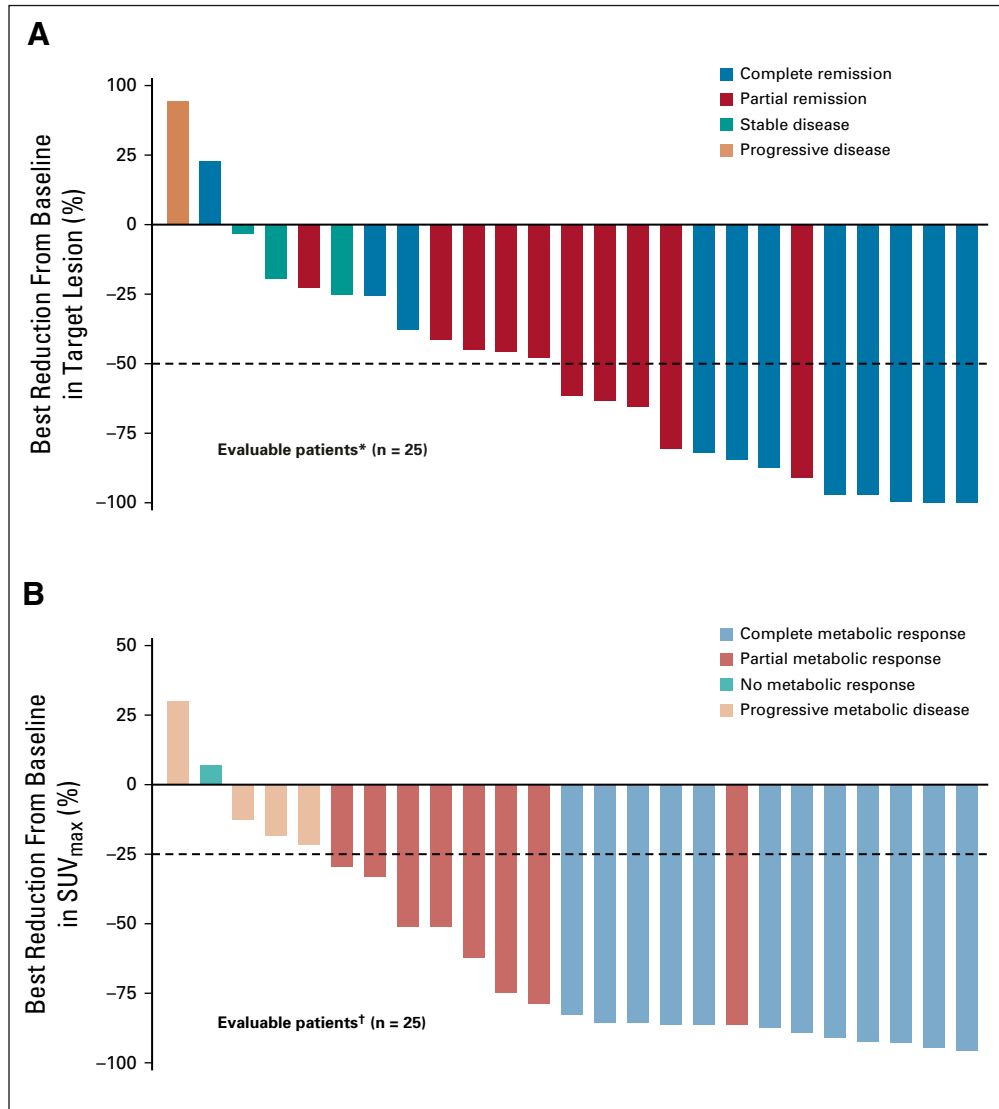 A
Complete remission
Partial remission
Stable disease
Progressive disease
Best Reduction From Baseline
in Target Lesion (%)
100
25
0
−25
−50
−75
−100
Evaluable patients* (n = 25)
B
Complete metabolic response
Partial metabolic response
No metabolic response
Progressive metabolic disease
Best Reduction From Baseline
in SUVmax (%)
50
25
0
−25
−50
−75
−100
Evaluable patients† (n = 25)